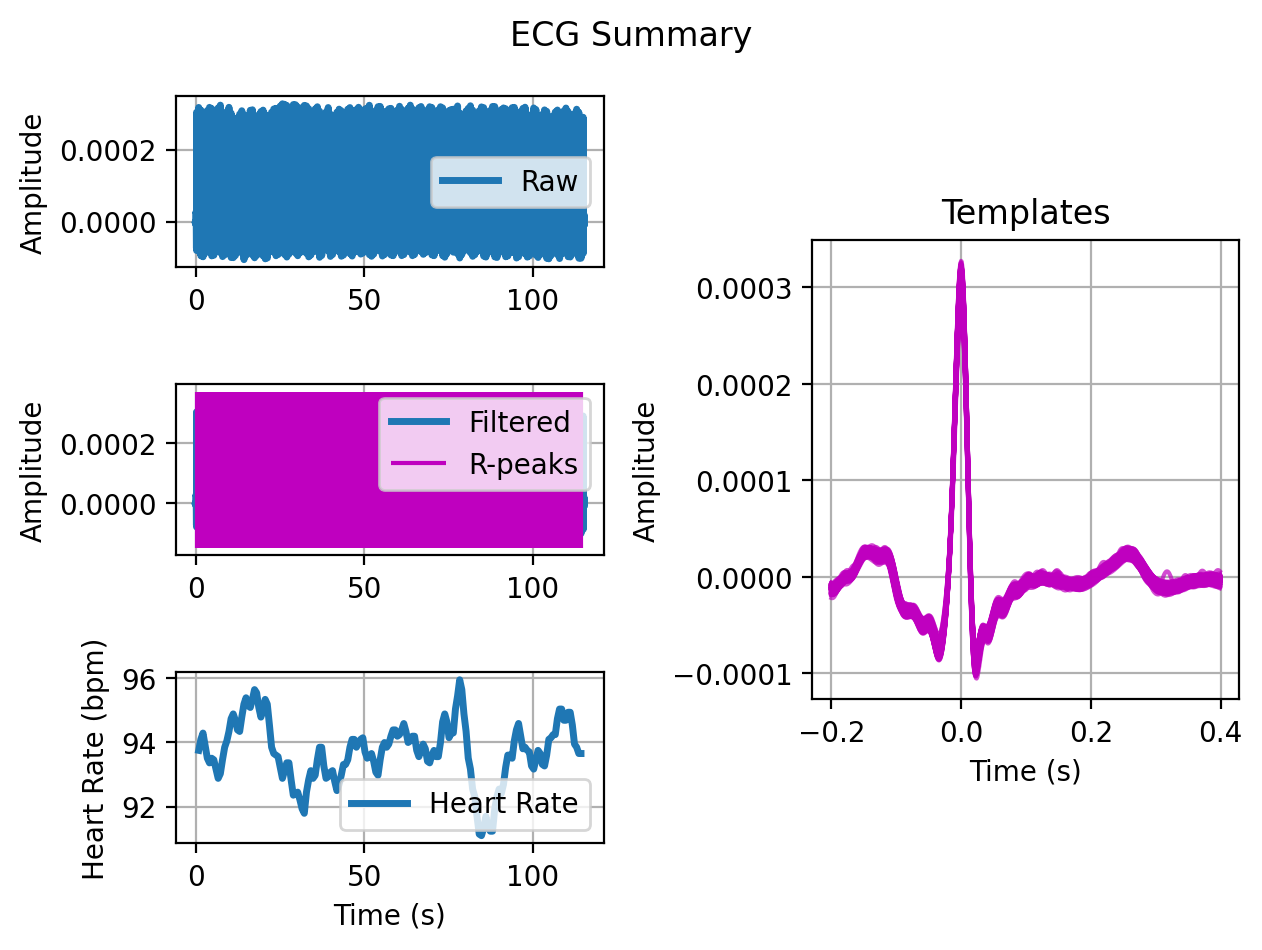 ECG Summary
Amplitude
0.0002
0.0000
Raw
0
50
100
Amplitude
0.0002
0.0000
Filtered
R-peaks
0
50
100
Heart Rate (bpm)
96
94
92
Heart Rate
0
50
100
Time (s)
Templates
Amplitude
0.0003
0.0002
0.0001
0.0000
−0.0001
−0.2
0.0
0.2
0.4
Time (s)